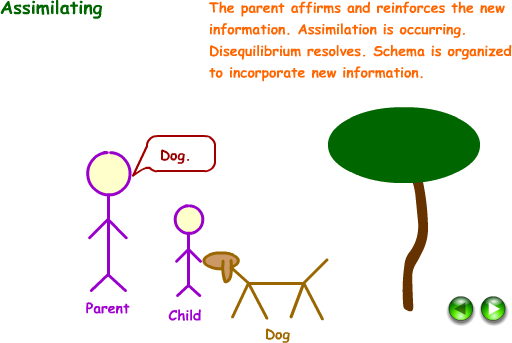 Assimilating
The parent affirms and reinforces the new
information. Assimilation is occurring.
Disequilibrium resolves. Schema is organized
to incorporate new information.
Dog.
Parent
Child
Dog